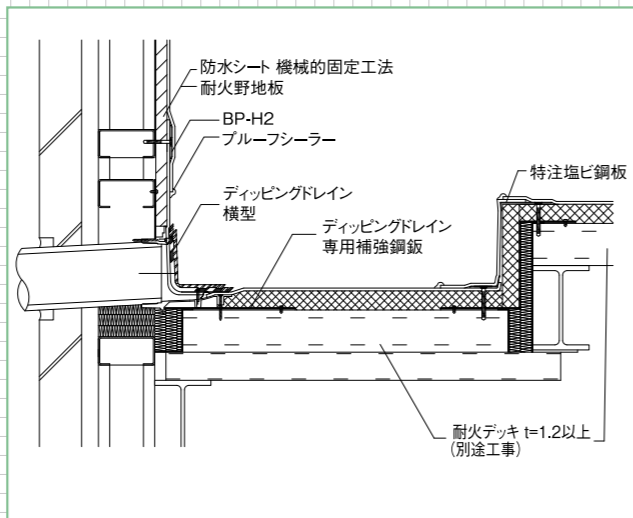 防水シート 機械的固定工法
耐火野地板
BP-H2
プルーフシーラー
特注塩ビ鋼板
ディッピングドレイン
横型
ディッピングドレイン
専用補強鋼鈑
耐火デッキ t=1.2以上
(別途工事)